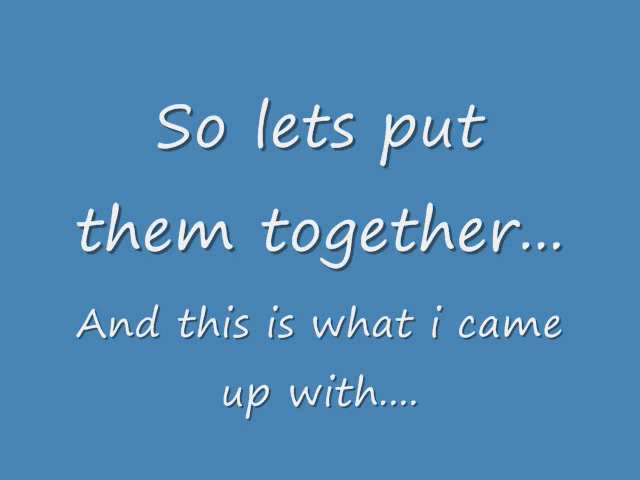 So lets put
them together...
And this is what i came
up with....